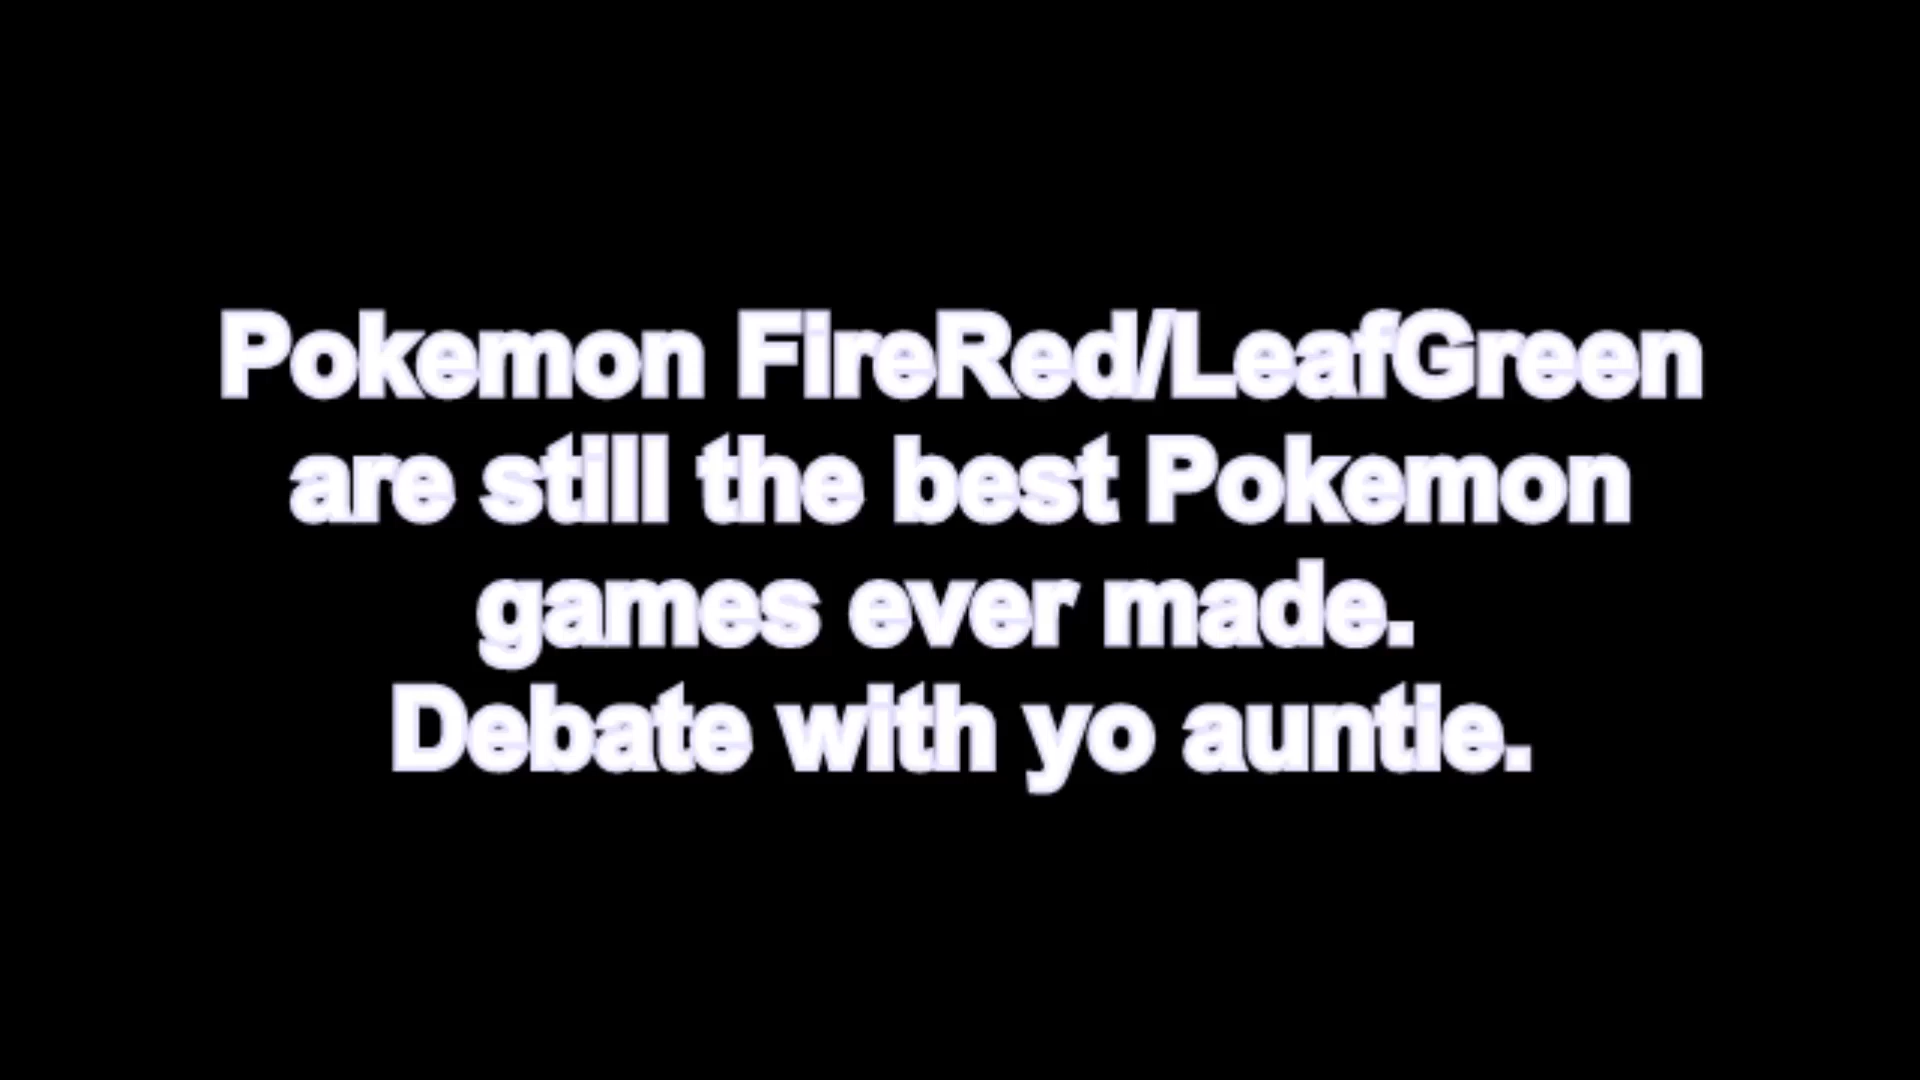 Pokemon FireRed/LeafGreen
are still the best Pokemon
games ever made.
Debate with yo auntie.